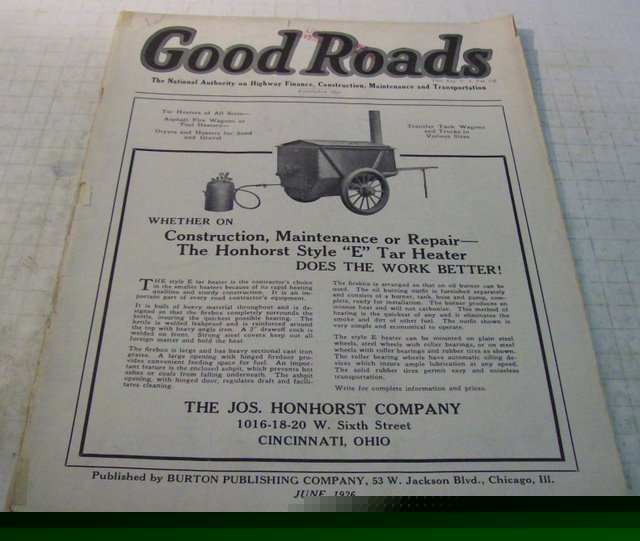 Good Roads
The National Authority on Highway Finance, Construction, Maintenance and Transportation
Established 1892
Tar Heaters of All Sizes—
Asphalt Fire Wagons or
Tool Heaters—
Dryers and Heaters for Sand
and Gravel
Transfer Tank Wagons
and Trucks in
Various Sizes
WHETHER ON
Construction, Maintenance or Repair—
The Honhorst Style "E" Tar Heater
DOES THE WORK BETTER!
THE style E tar heater is the contractor's choice
in the smaller heaters because of its rapid heating
qualities and sturdy construction. It is an im-
portant part of every road contractor's equipment.
It is built of heavy material throughout and is de-
signed so that the firebox completely surrounds the
kettle, insuring the quickest possible heating. The
kettle is welded leakproof and is reinforced around
the top with heavy angle iron. A 2" drawoff cock is
welded on front. Strong steel covers keep out all
foreign matter and hold the heat.
The firebox is large and has heavy sectional cast iron
grates. A large opening with hinged firedoor pro-
vides convenient feeding space for fuel. An impor-
tant feature is the enclosed ashpit, which prevents hot
ashes or coals from falling underneath. The ashpit
opening, with hinged door, regulates draft and facili-
tates cleaning.
The firebox is arranged so that an oil burner can be
used. The oil burning outfit is furnished separately
and consists of a burner, tank, hose and pump, com-
plete, ready for installation. The burner produces an
intense heat and will not carbonize. This method of
heating is the quickest of any and it eliminates the
smoke and dirt of other fuel. The outfit shown is
very simple and economical to operate.
The style E heater can be mounted on plain steel
wheels, steel wheels with roller bearings, or on steel
wheels with roller bearings and rubber tires as shown.
The roller bearing wheels have automatic oiling de-
vices which insure ample lubrication at any speed.
The solid rubber tires permit easy and noiseless
transportation.
Write for complete information and prices.
THE JOS. HONHORST COMPANY
1016-18-20 W. Sixth Street
CINCINNATI, OHIO
Published by BURTON PUBLISHING COMPANY, 53 W. Jackson Blvd., Chicago, Ill.
JUNE, 1926